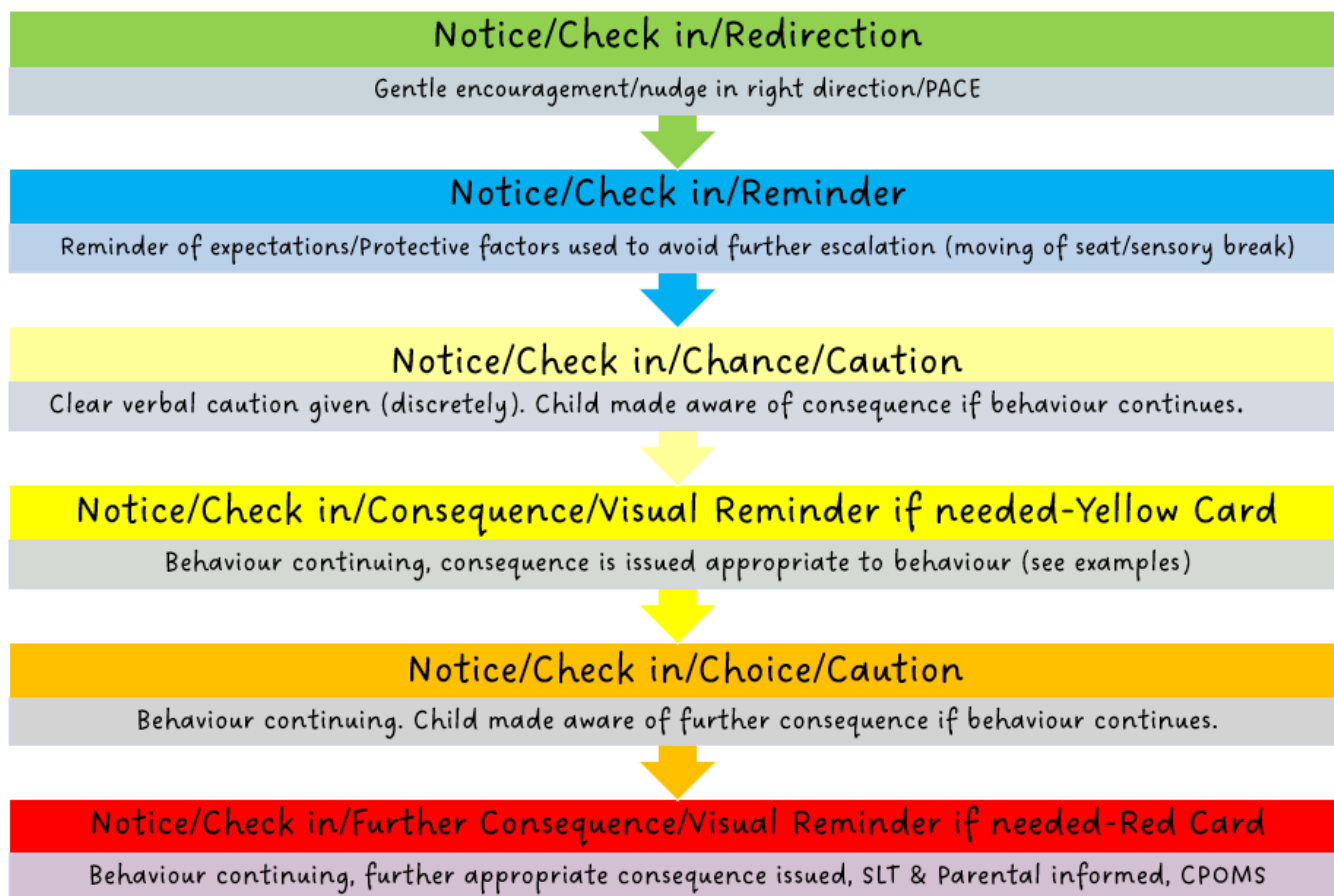 Notice/Check in/Redirection
Gentle encouragement/nudge in right direction/PACE
Notice/Check in/Reminder
Reminder of expectations/Protective factors used to avoid further escalation (moving of seat/sensory break)
Notice/Check in/Chance/Caution
Clear verbal caution given (discretely). Child made aware of consequence if behaviour continues.
Notice/Check in/Consequence/Visual Reminder if needed-Yellow Card
Behaviour continuing, consequence is issued appropriate to behaviour (see examples)
Notice/Check in/Choice/Caution
Behaviour continuing. Child made aware of further consequence if behaviour continues.
Notice/Check in/Further Consequence/Visual Reminder if needed-Red Card
Behaviour continuing, further appropriate consequence issued, SLT & Parental informed, CPOMS